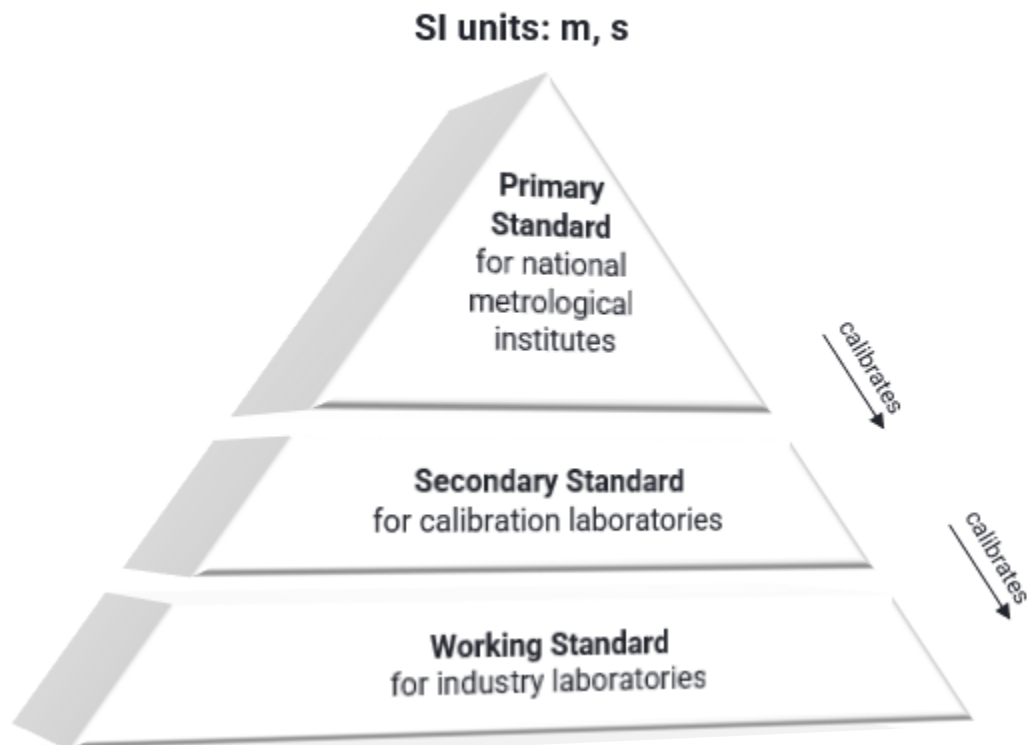 SI units: m, s
Primary
Standard
for national
metrological
institutes
calibrates
Secondary Standard
for calibration laboratories
calibrates
Working Standard
for industry laboratories